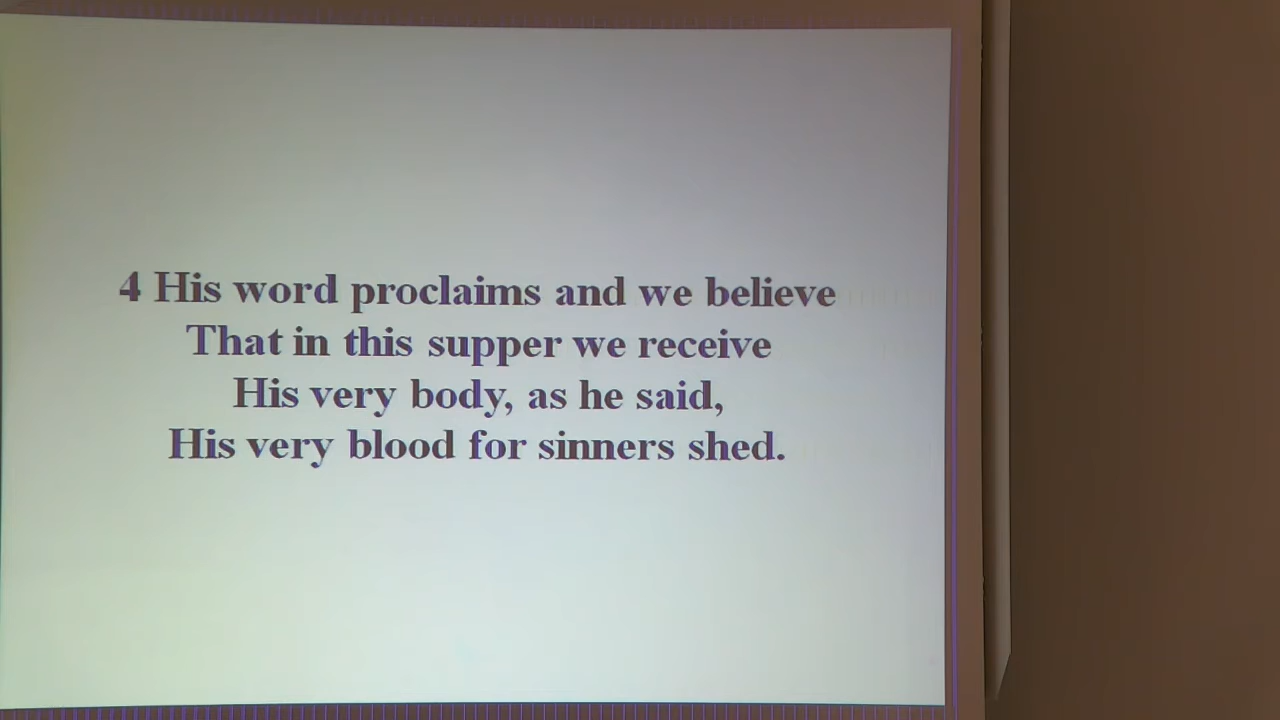 4 His word proclaims and we believe
That in this supper we receive
His very body, as he said,
His very blood for sinners shed.